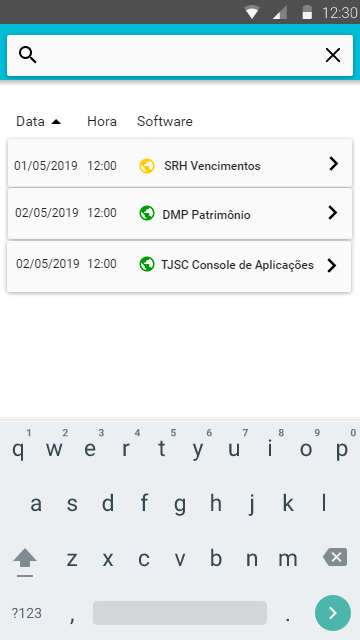 12:30
Data Hora Software
01/05/2019 12:00 SRH Vencimentos
02/05/2019 12:00 DMP Patrimônio
02/05/2019 12:00 TJSC Console de Aplicações
1 2 3 4 5 6 7 8 9 0
q w e r t y u i o p
a s d f g h j k l
z x c v b n m
?123 , .